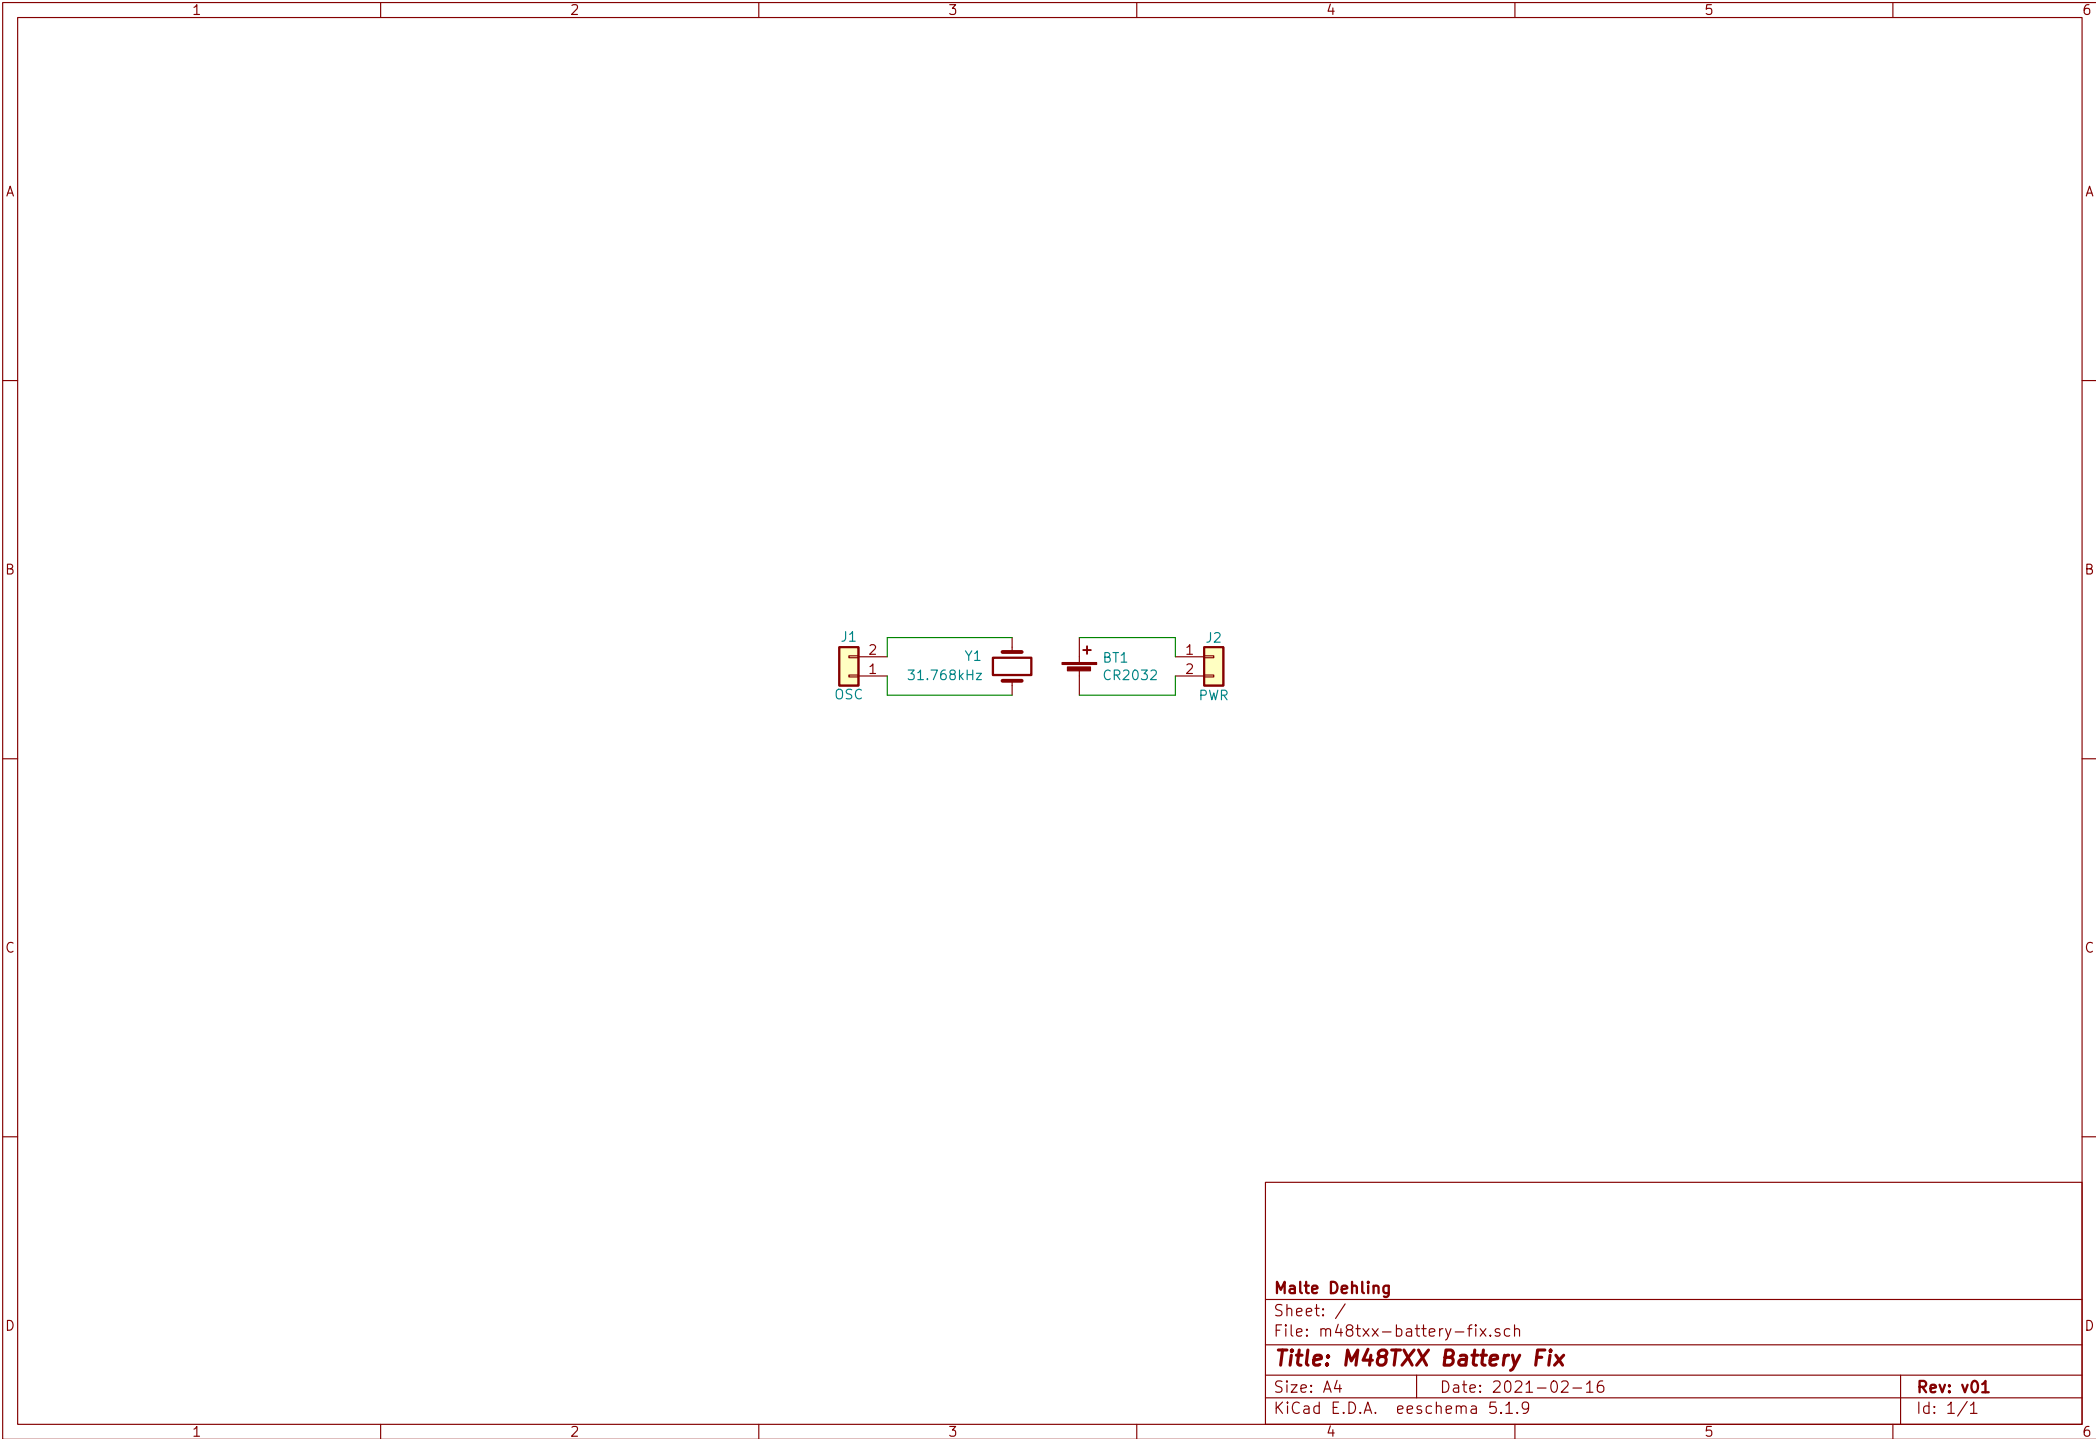 1 2 3 4 5 6
A A
B B
J1 J2
2 1
Y1 BT1
1 2
31.768kHz CR2032
OSC PWR
C C
Malte Dehling
Sheet: /
D D
File: m48txx-battery-fix.sch
Title: M48TXX Battery Fix
Size: A4 Date: 2021-02-16 Rev: v01
KiCad E.D.A. eeschema 5.1.9 Id: 1/1
1 2 3 4 5 6